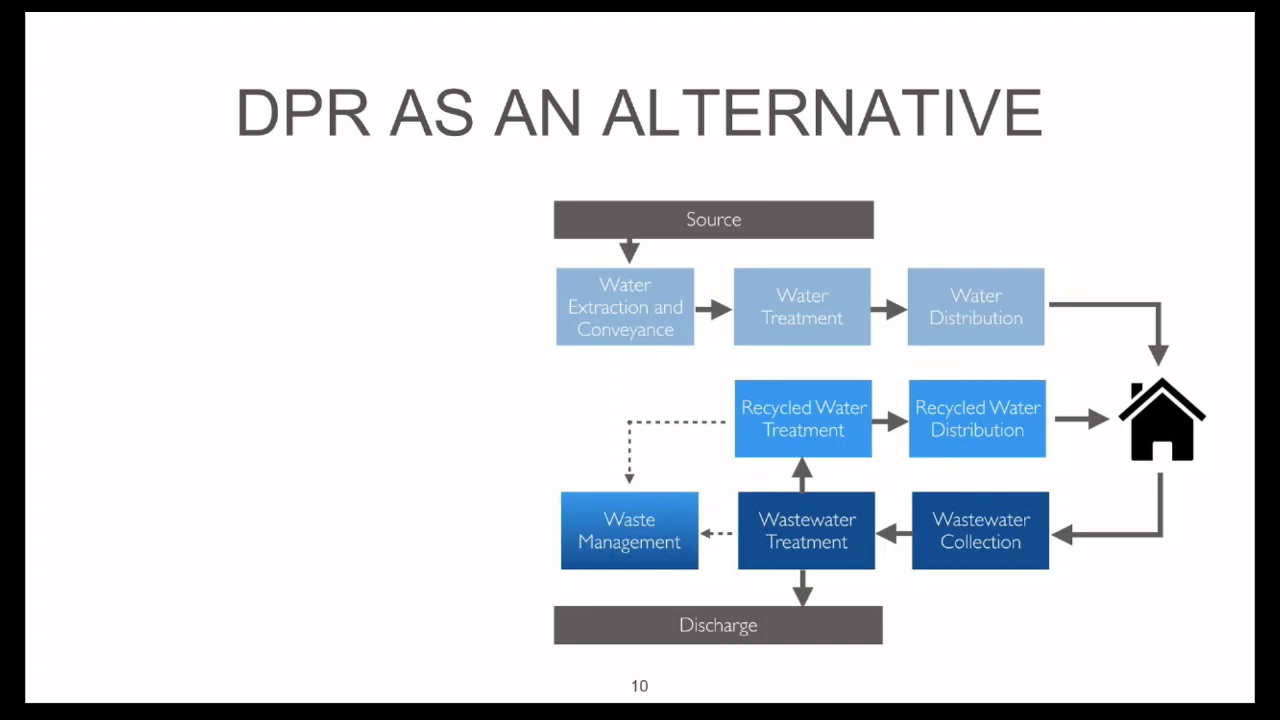 DPR AS AN ALTERNATIVE
Source
Water
Extraction and
Conveyance
Water
Treatment
Water
Distribution
Recycled Water
Treatment
Recycled Water
Distribution
Waste
Management
Wastewater
Treatment
Wastewater
Collection
Discharge
10